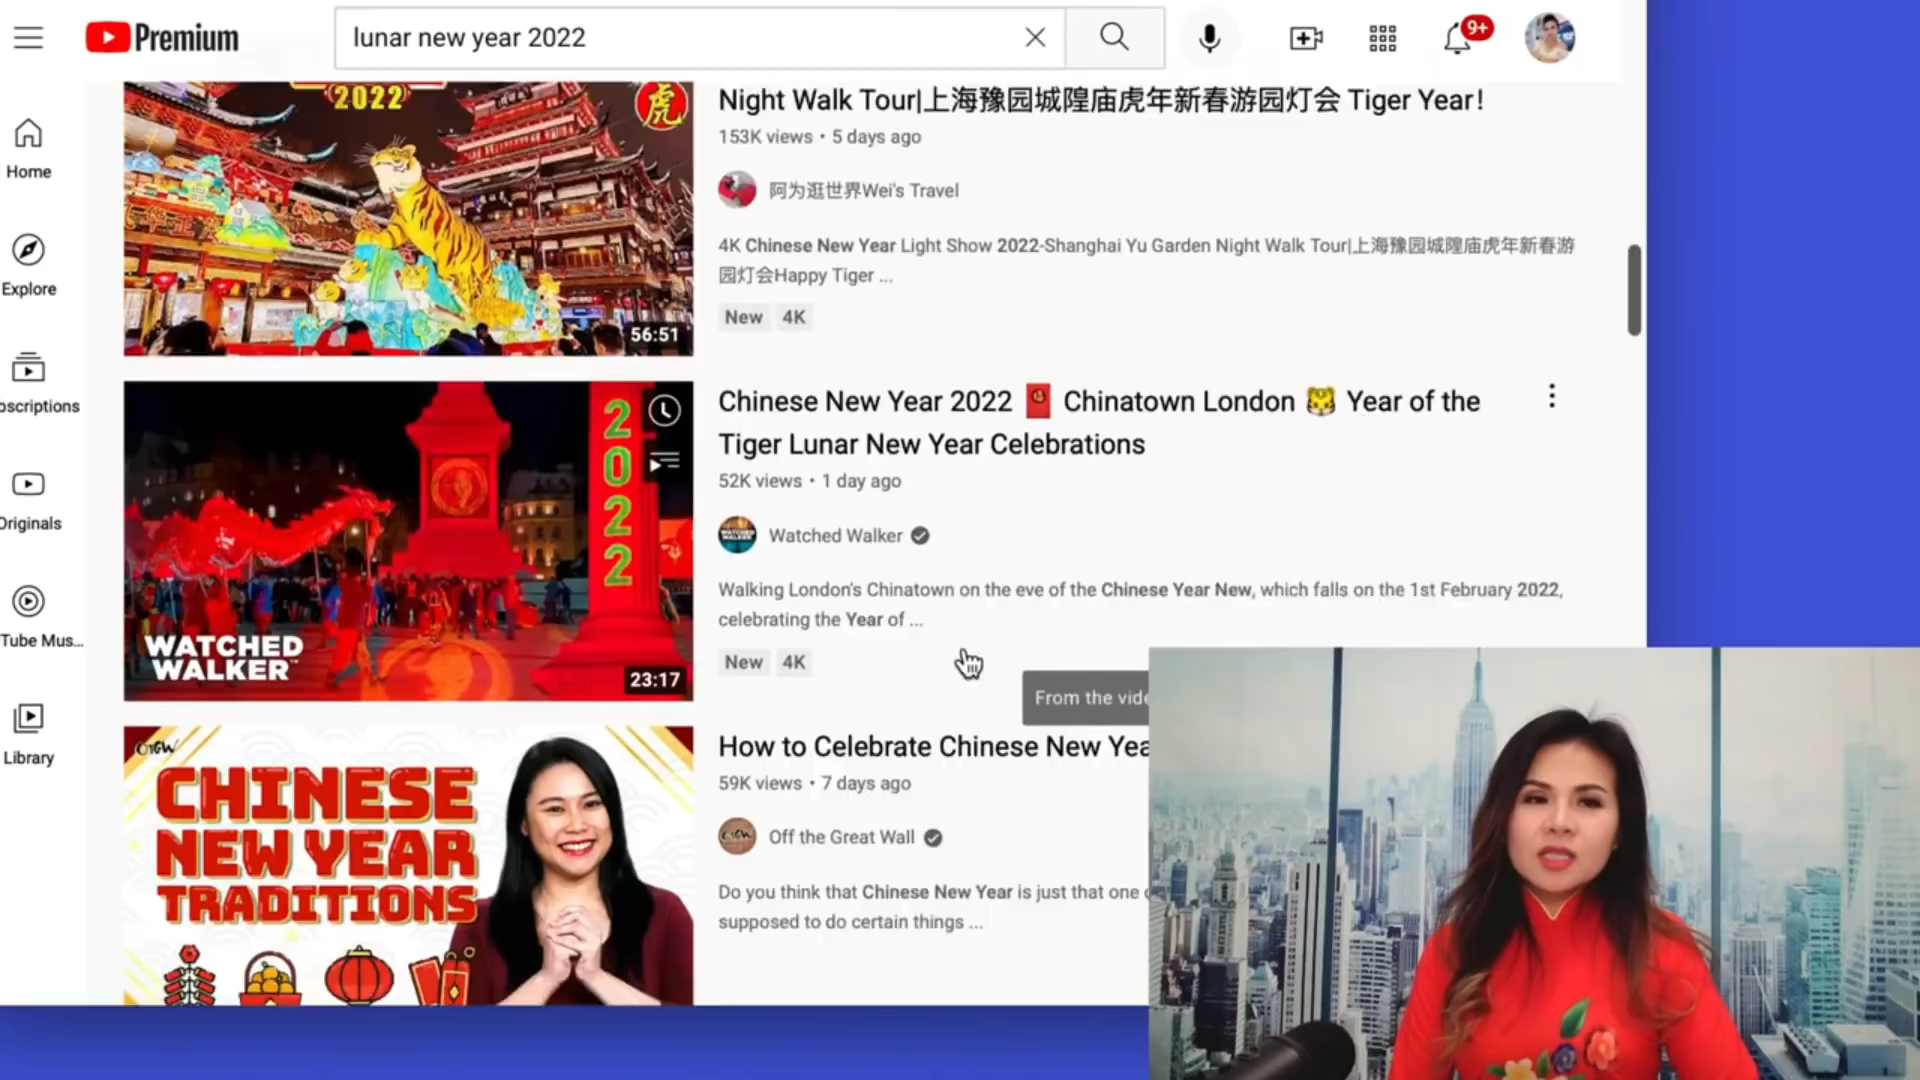 Premium
lunar new year 2022
9+
Home
Explore
bscriptions
Originals
Tube Mus...
Library
2022
虎
56:51
Night Walk Tour|上海豫园城隍庙虎年新春游园灯会 Tiger Year!
153K views • 5 days ago
阿为逛世界Wei's Travel
4K Chinese New Year Light Show 2022-Shanghai Yu Garden Night Walk Tour|上海豫园城隍庙虎年新春游
园灯会Happy Tiger ...
New 4K
2022
WATCHED
WALKER™
23:17
Chinese New Year 2022 🧧 Chinatown London 🐯 Year of the
Tiger Lunar New Year Celebrations
52K views • 1 day ago
Watched Walker
Walking London's Chinatown on the eve of the Chinese Year New, which falls on the 1st February 2022,
celebrating the Year of ...
New 4K
From the vide
OTGW
CHINESE
NEW YEAR
TRADITIONS
How to Celebrate Chinese New Yea
59K views • 7 days ago
Off the Great Wall
Do you think that Chinese New Year is just that one
supposed to do certain things ...